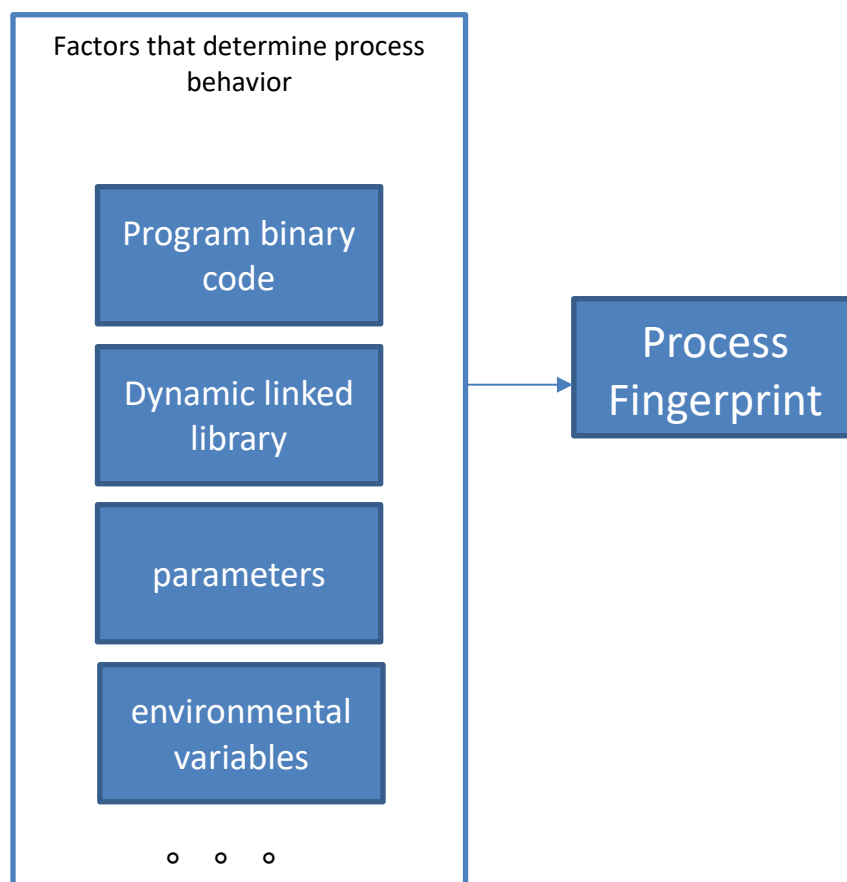 Factors that determine process
behavior
Program binary
code
Dynamic linked
library
parameters
environmental
variables
Process
Fingerprint